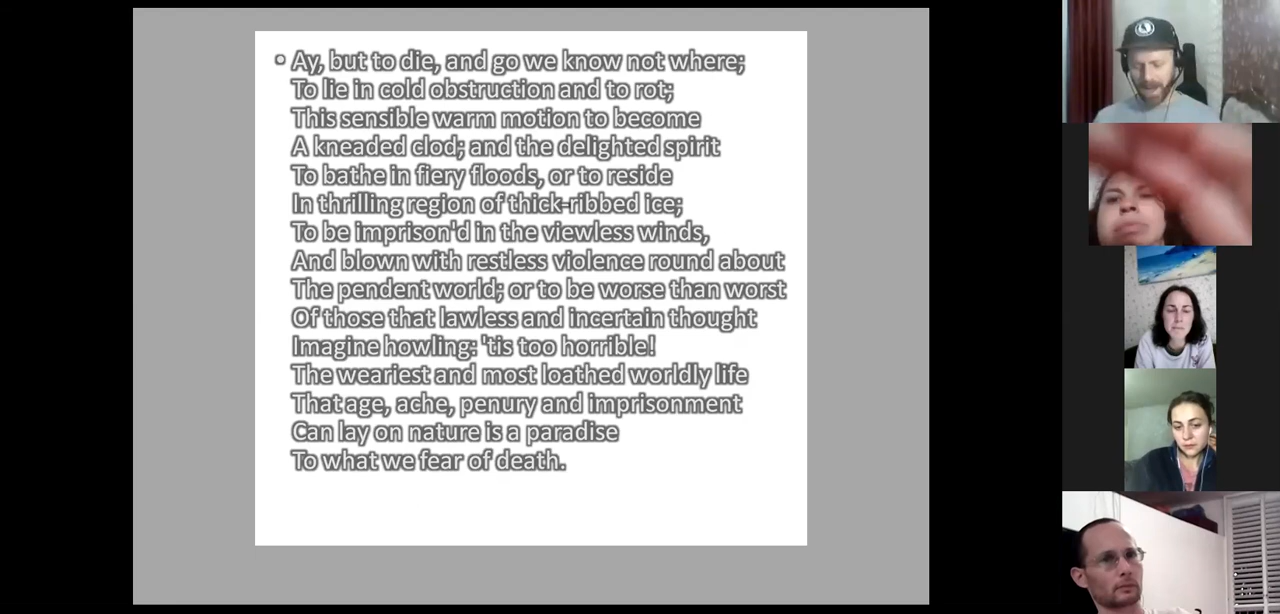 • Ay, but to die, and go we know not where;
To lie in cold obstruction and to rot;
This sensible warm motion to become
A kneaded clod; and the delighted spirit
To bathe in fiery floods, or to reside
In thrilling region of thick-ribbed ice;
To be imprison'd in the viewless winds,
And blown with restless violence round about
The pendent world; or to be worse than worst
Of those that lawless and incertain thought
Imagine howling: 'tis too horrible!
The weariest and most loathed worldly life
That age, ache, penury and imprisonment
Can lay on nature is a paradise
To what we fear of death.